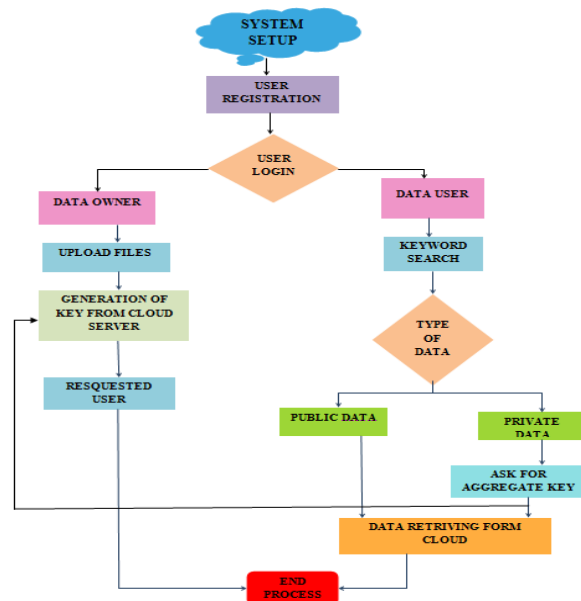 SYSTEM
SETUP
USER
REGISTRATION
USER
LOGIN
DATA OWNER
DATA USER
UPLOAD FILES
KEYWORD
SEARCH
GENERATION OF
KEY FROM CLOUD
SERVER
TYPE
OF
DATA
RESQUESTED
USER
PUBLIC DATA
PRIVATE
DATA
ASK FOR
AGGREGATE KEY
DATA RETRIVING FORM
CLOUD
END
PROCESS